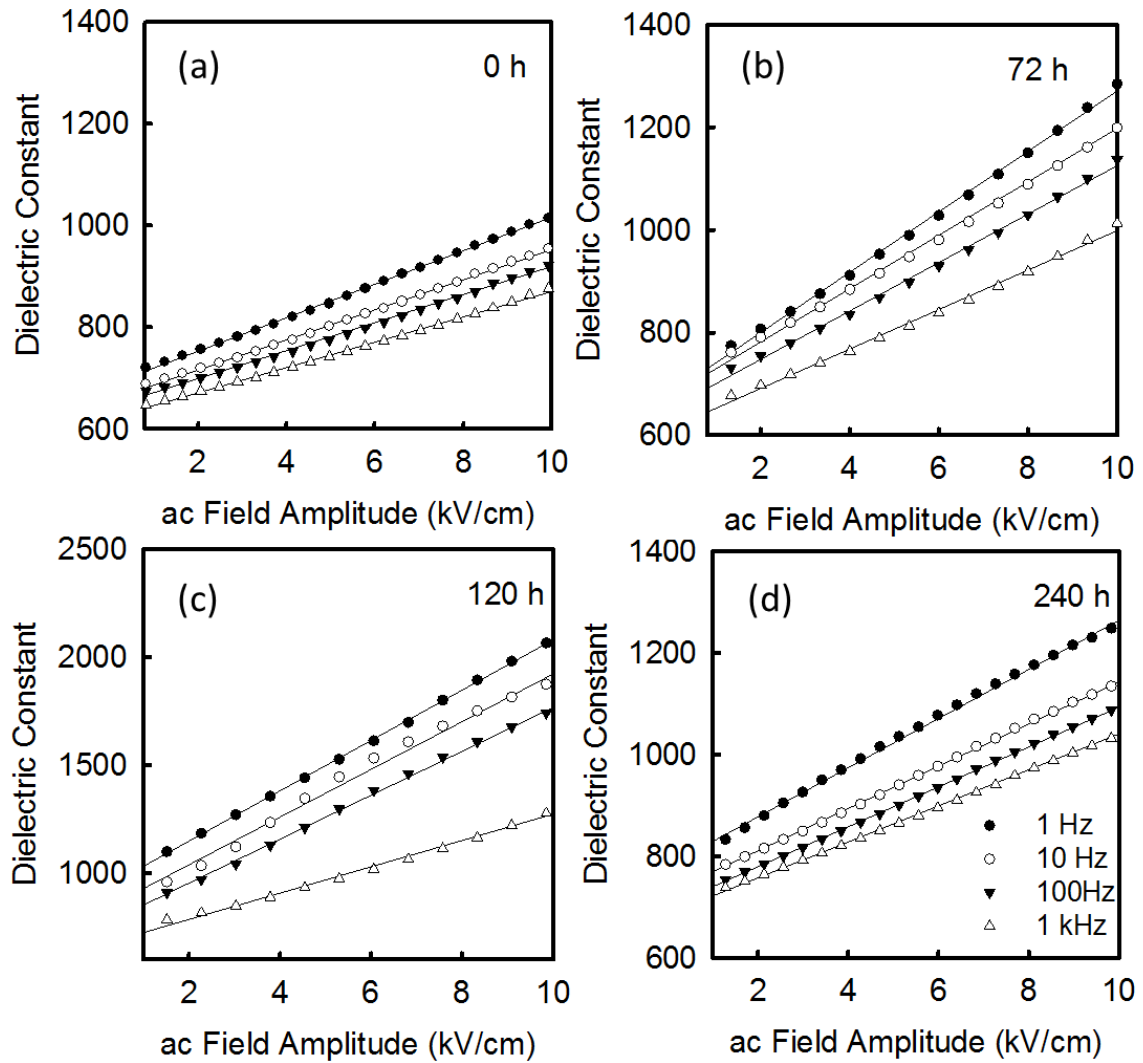 1400
(a)
0 h
1200
1000
800
600
Dielectric Constant
2 4 6 8 10
ac Field Amplitude (kV/cm)
1400
(b)
72 h
1200
1000
800
600
Dielectric Constant
2 4 6 8 10
ac Field Amplitude (kV/cm)
2500
(c)
120 h
2000
1500
1000
Dielectric Constant
2 4 6 8 10
ac Field Amplitude (kV/cm)
1400
(d)
240 h
1200
1000
800
600
Dielectric Constant
1 Hz
10 Hz
100Hz
1 kHz
2 4 6 8 10
ac Field Amplitude (kV/cm)